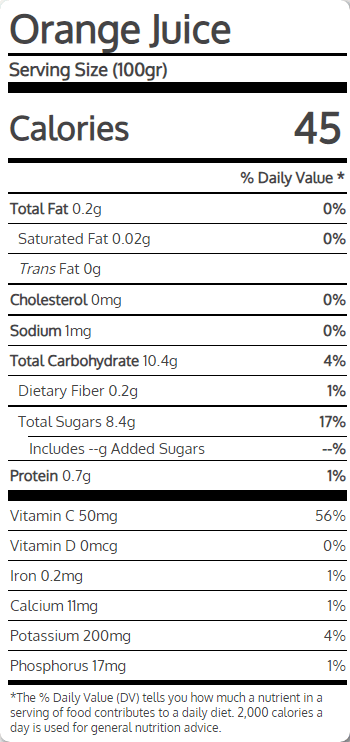 Orange Juice
Serving Size (100gr)
Calories 45
% Daily Value *
Total Fat 0.2g 0%
Saturated Fat 0.02g 0%
Trans Fat 0g
Cholesterol 0mg 0%
Sodium 1mg 0%
Total Carbohydrate 10.4g 4%
Dietary Fiber 0.2g 1%
Total Sugars 8.4g 17%
Includes --g Added Sugars --%
Protein 0.7g 1%
Vitamin C 50mg 56%
Vitamin D 0mcg 0%
Iron 0.2mg 1%
Calcium 11mg 1%
Potassium 200mg 4%
Phosphorus 17mg 1%
*The % Daily Value (DV) tells you how much a nutrient in a
serving of food contributes to a daily diet. 2,000 calories a
day is used for general nutrition advice.